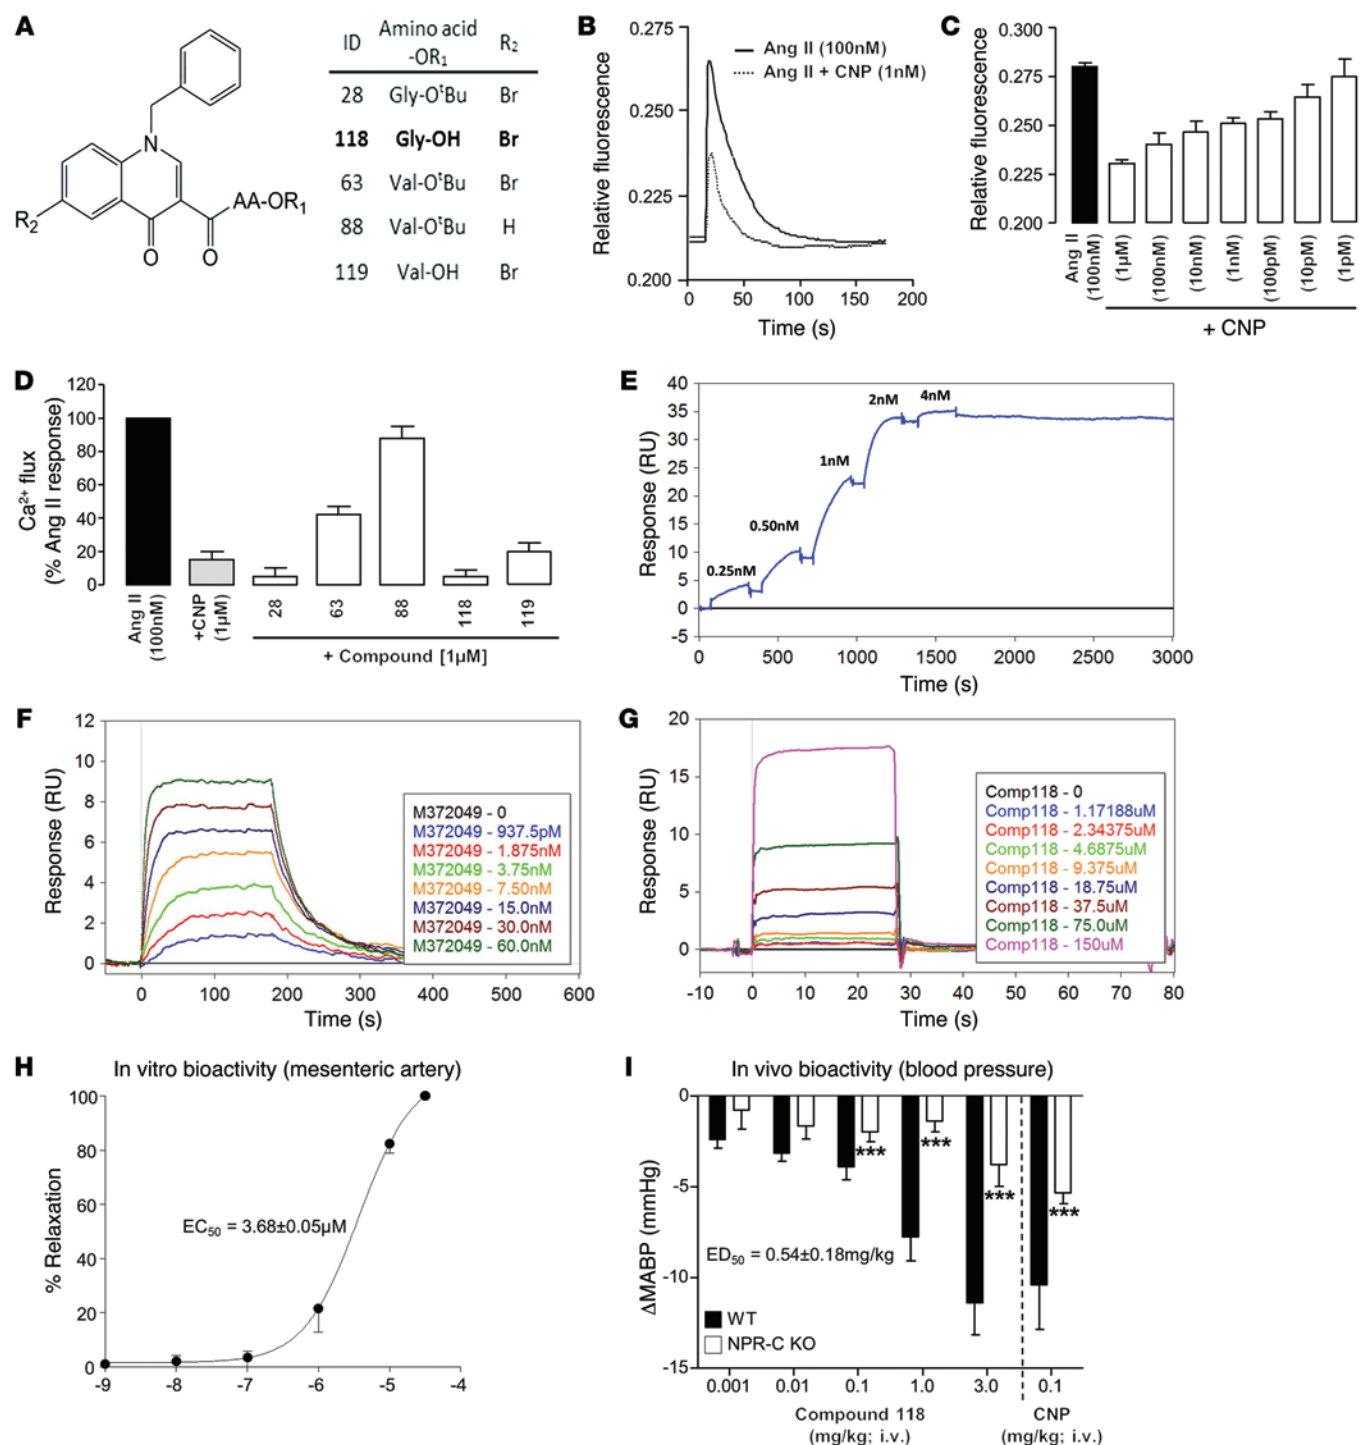 A
ID Amino acid -OR₁ R₂
28 Gly-OᵗBu Br
118 Gly-OH Br
63 Val-OᵗBu Br
88 Val-OᵗBu H
119 Val-OH Br
N
R₂
AA-OR₁
O O
B
Relative fluorescence
0.275
0.250
0.225
0.200
Ang II (100nM)
Ang II + CNP (1nM)
0 50 100 150 200
Time (s)
C
Relative fluorescence
0.300
0.275
0.250
0.225
0.200
Ang II (100nM)
(1µM)
(100nM)
(10nM)
(1nM)
(100pM)
(10pM)
(1pM)
+ CNP
D
Ca²⁺ flux
(% Ang II response)
120
100
80
60
40
20
0
Ang II (100nM)
+CNP (1µM)
28
63
88
118
119
+ Compound [1µM]
E
Response (RU)
40
35
30
25
20
15
10
5
0
-5
0.25nM
0.50nM
1nM
2nM
4nM
0 500 1000 1500 2000 2500 3000
Time (s)
F
Response (RU)
12
10
8
6
4
2
0
M372049 - 0
M372049 - 937.5pM
M372049 - 1.875nM
M372049 - 3.75nM
M372049 - 7.50nM
M372049 - 15.0nM
M372049 - 30.0nM
M372049 - 60.0nM
0 100 200 300 400 500 600
Time (s)
G
Response (RU)
20
15
10
5
0
Comp118 - 0
Comp118 - 1.17188uM
Comp118 - 2.34375uM
Comp118 - 4.6875uM
Comp118 - 9.375uM
Comp118 - 18.75uM
Comp118 - 37.5uM
Comp118 - 75.0uM
Comp118 - 150uM
-10 0 10 20 30 40 50 60 70 80
Time (s)
H
In vitro bioactivity (mesenteric artery)
% Relaxation
100
80
60
40
20
0
EC₅₀ = 3.68±0.05µM
-9 -8 -7 -6 -5 -4
I
In vivo bioactivity (blood pressure)
ΔMABP (mmHg)
0
-5
-10
-15
***
***
***
***
ED₅₀ = 0.54±0.18mg/kg
WT
NPR-C KO
0.001 0.01 0.1 1.0 3.0 0.1
Compound 118 CNP
(mg/kg; i.v.) (mg/kg; i.v.)